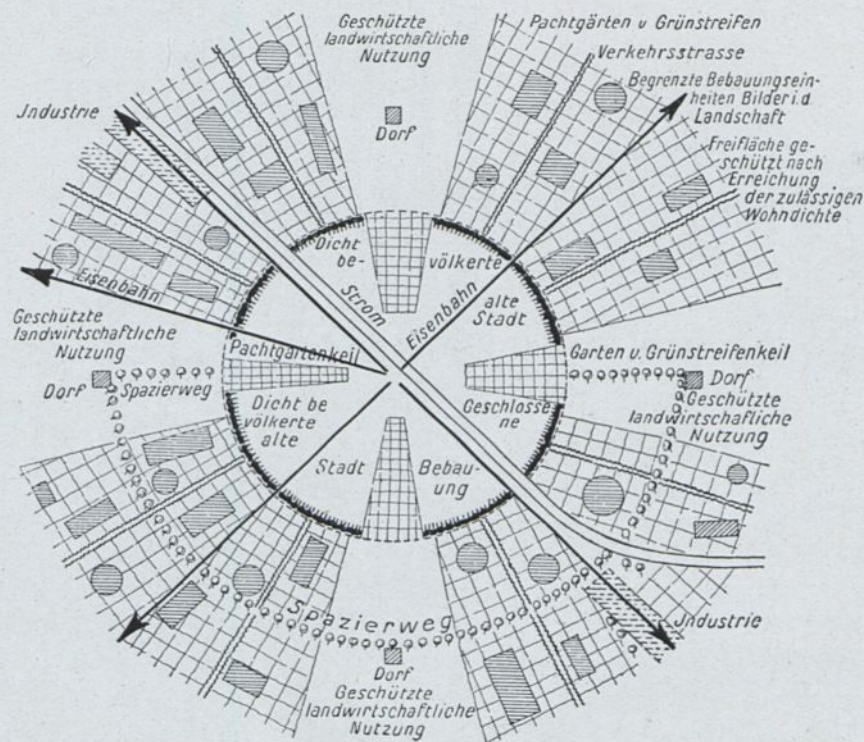 Geschützte
landwirtschaftliche
Nutzung
Dorf
Pachtgärten u Grünstreifen
Verkehrsstrasse
Begrenzte Bebauungsein-
heiten Bilder i. d.
Landschaft
Freifläche ge-
schützt nach
Erreichung
der zulässigen
Wohndichte
Jndustrie
Dicht
be-
völkerte
alte
Stadt
Strom
Eisenbahn
Eisenbahn
Geschützte
landwirtschaftliche
Nutzung
Dorf
Spazierweg
Pachtgartenkeil
Garten u. Grünstreifenkeil
Dorf
Geschützte
landwirtschaftliche
Nutzung
Dicht be
völkerte
alte
Stadt
Geschlosse
ne
Bebau-
ung
Spazierweg
Jndustrie
Dorf
Geschützte
landwirtschaftliche
Nutzung